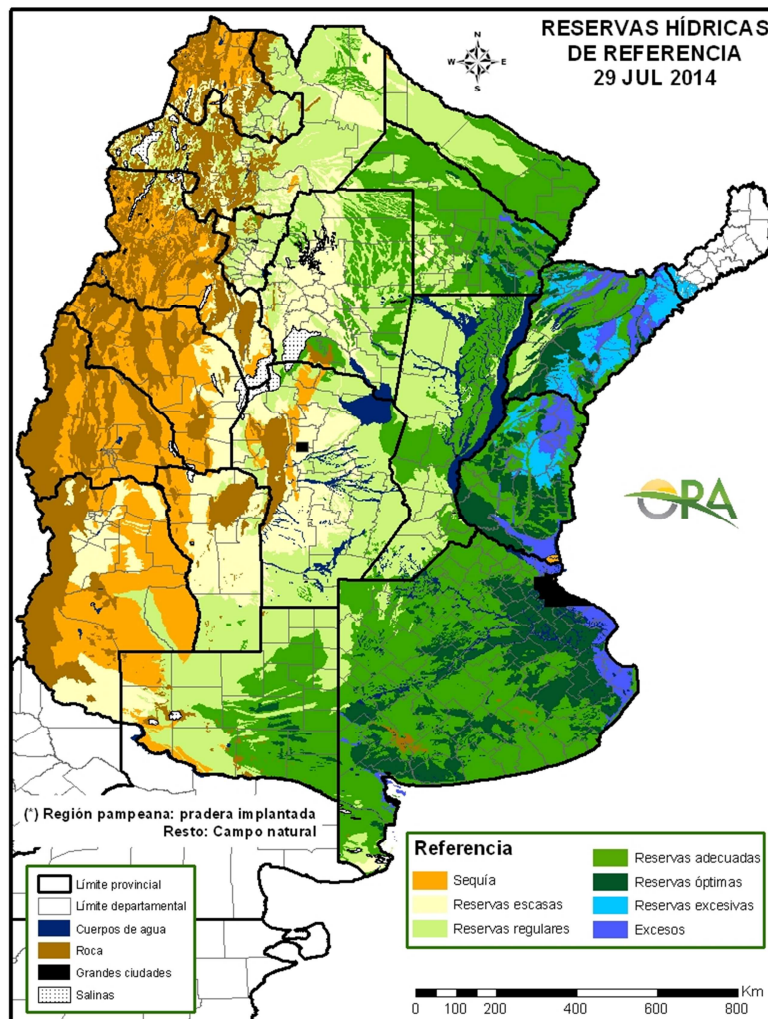 RESERVAS HÍDRICAS
DE REFERENCIA
29 JUL 2014
N
W
E
S
ORA
(*) Región pampeana: pradera implantada
Resto: Campo natural
Límite provincial
Límite departamental
Cuerpos de agua
Roca
Grandes ciudades
Salinas
Referencia
Sequía
Reservas escasas
Reservas regulares
Reservas adecuadas
Reservas óptimas
Reservas excesivas
Excesos
Km
0 100 200 400 600 800